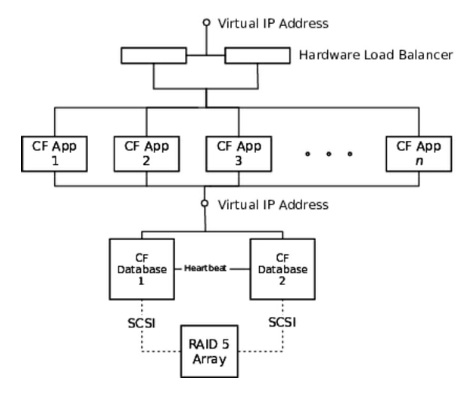 Virtual IP Address
Hardware Load Balancer
CF App
1
CF App
2
CF App
3
CF App
n
Virtual IP Address
CF
Database
1
Heartbeat
CF
Database
2
SCSI
SCSI
RAID 5
Array